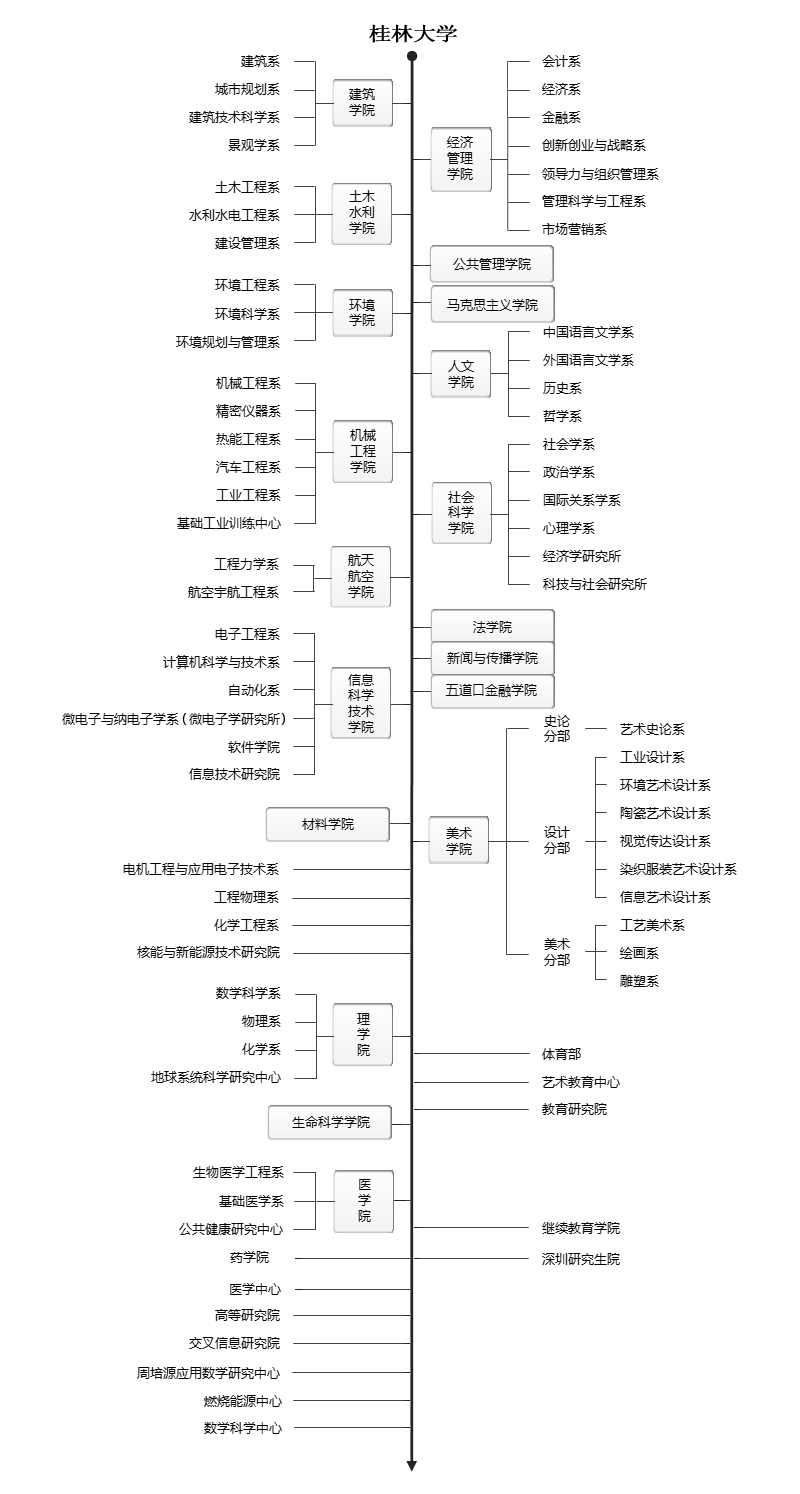 桂林大学
建筑系
城市规划系
建筑技术科学系
景观学系
建筑
学院
土木工程系
水利水电工程系
建设管理系
土木
水利
学院
环境工程系
环境科学系
环境规划与管理系
环境
学院
机械工程系
精密仪器系
热能工程系
汽车工程系
工业工程系
基础工业训练中心
机械
工程
学院
工程力学系
航空宇航工程系
航天
航空
学院
电子工程系
计算机科学与技术系
自动化系
微电子与纳电子学系 ( 微电子学研究所)
软件学院
信息技术研究院
信息
科学
技术
学院
材料学院
电机工程与应用电子技术系
工程物理系
化学工程系
核能与新能源技术研究院
数学科学系
物理系
化学系
地球系统科学研究中心
理
学
院
生命科学学院
生物医学工程系
基础医学系
公共健康研究中心
医
学
院
药学院
医学中心
高等研究院
交叉信息研究院
周培源应用数学研究中心
燃烧能源中心
数学科学中心
经济
管理
学院
会计系
经济系
金融系
创新创业与战略系
领导力与组织管理系
管理科学与工程系
市场营销系
公共管理学院
马克思主义学院
人文
学院
中国语言文学系
外国语言文学系
历史系
哲学系
社会
科学
学院
社会学系
政治学系
国际关系学系
心理学系
经济学研究所
科技与社会研究所
法学院
新闻与传播学院
五道口金融学院
美术
学院
史论
分部
艺术史论系
设计
分部
工业设计系
环境艺术设计系
陶瓷艺术设计系
视觉传达设计系
染织服装艺术设计系
信息艺术设计系
美术
分部
工艺美术系
绘画系
雕塑系
体育部
艺术教育中心
教育研究院
继续教育学院
深圳研究生院